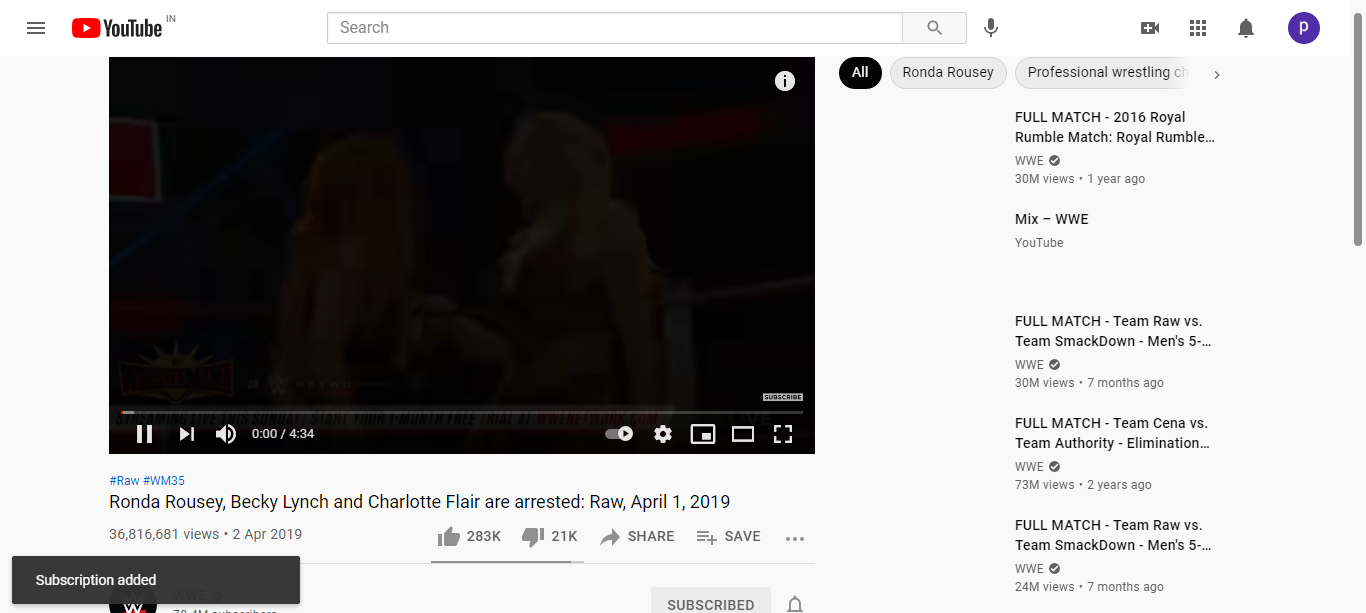 YouTube IN
Search
p
All
Ronda Rousey
Professional wrestling ch
SUBSCRIBE
0:00 / 4:34
#Raw #WM35
Ronda Rousey, Becky Lynch and Charlotte Flair are arrested: Raw, April 1, 2019
36,816,681 views • 2 Apr 2019
283K
21K
SHARE
SAVE
Subscription added
WWE
SUBSCRIBED
FULL MATCH - 2016 Royal
Rumble Match: Royal Rumble…
WWE
30M views • 1 year ago
Mix – WWE
YouTube
FULL MATCH - Team Raw vs.
Team SmackDown - Men's 5-…
WWE
30M views • 7 months ago
FULL MATCH - Team Cena vs.
Team Authority - Elimination…
WWE
73M views • 2 years ago
FULL MATCH - Team Raw vs.
Team SmackDown - Men's 5-…
WWE
24M views • 7 months ago